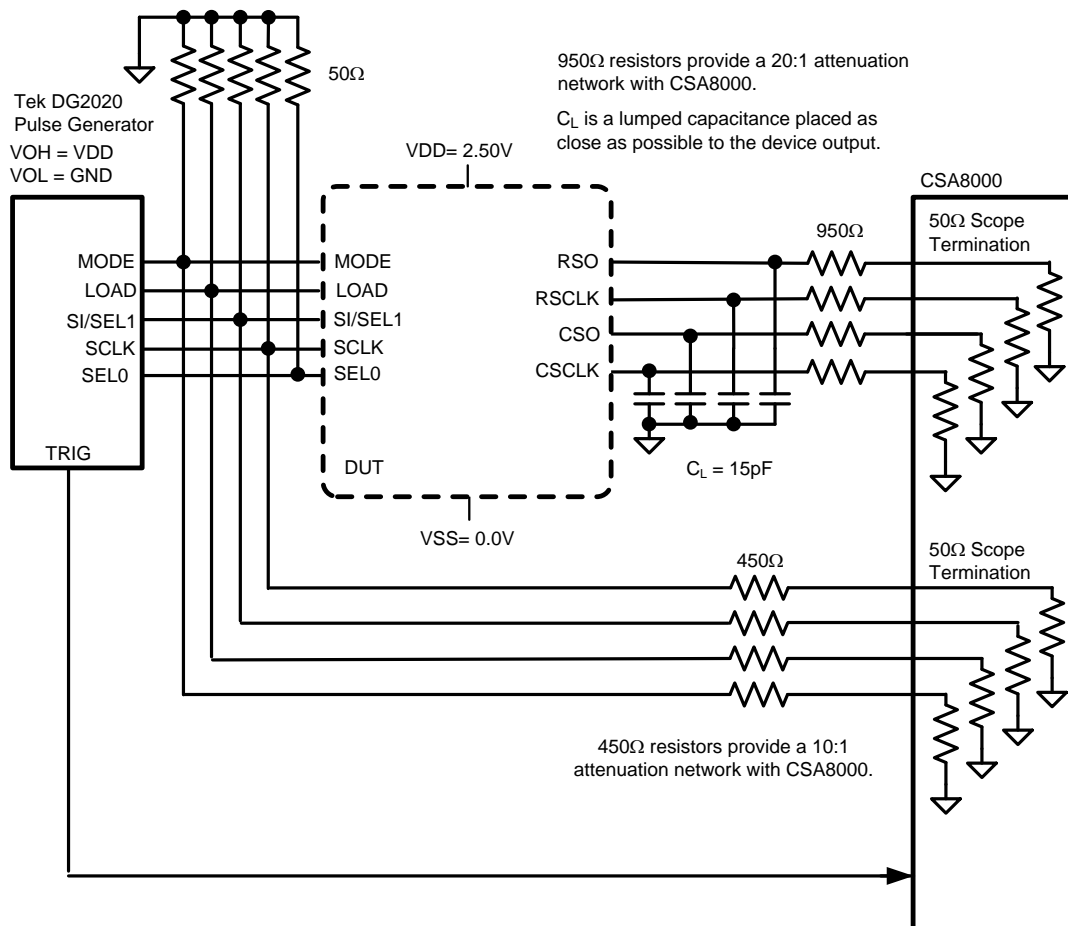 50Ω
950Ω resistors provide a 20:1 attenuation
network with CSA8000.
CL is a lumped capacitance placed as
close as possible to the device output.
Tek DG2020
Pulse Generator
VOH = VDD
VOL = GND
VDD= 2.50V
CSA8000
50Ω Scope
Termination
950Ω
MODE
LOAD
SI/SEL1
SCLK
SEL0
TRIG
MODE
LOAD
SI/SEL1
SCLK
SEL0
DUT
RSO
RSCLK
CSO
CSCLK
CL = 15pF
VSS= 0.0V
450Ω
50Ω Scope
Termination
450Ω resistors provide a 10:1
attenuation network with CSA8000.